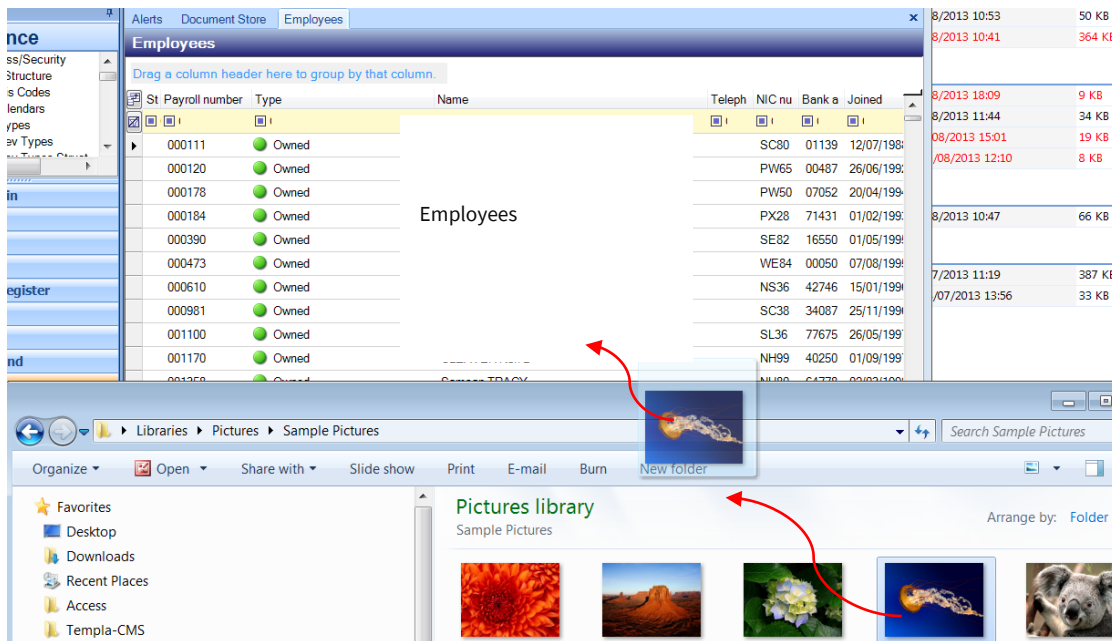 Alerts Document Store Employees
8/2013 10:53 50 KB
nce
Employees
8/2013 10:41 364 KB
ss/Security
Structure
s Codes
lendars
ypes
ev Types
Drag a column header here to group by that column.
St Payroll number Type Name Teleph NIC nu Bank a Joined
8/2013 18:09 9 KB
8/2013 11:44 34 KB
000111 Owned SC80 01139 12/07/198
08/2013 15:01 19 KB
/08/2013 12:10 8 KB
000120 Owned PW65 00487 26/06/199
in
000178 Owned PW50 07052 20/04/199
Employees
000184 Owned PX28 71431 01/02/199
8/2013 10:47 66 KB
000390 Owned SE82 16550 01/05/199
000473 Owned WE84 00050 07/08/199
7/2013 11:19 387 KB
egister
000610 Owned NS36 42746 15/01/199
/07/2013 13:56 33 KB
000981 Owned SC38 34087 25/11/199
001100 Owned SL36 77675 26/05/199
nd
001170 Owned NH99 40250 01/09/199
Libraries Pictures Sample Pictures
Search Sample Pictures
Organize Open Share with Slide show Print E-mail Burn New folder
Favorites
Desktop
Downloads
Recent Places
Access
Templa-CMS
Pictures library
Sample Pictures
Arrange by: Folder